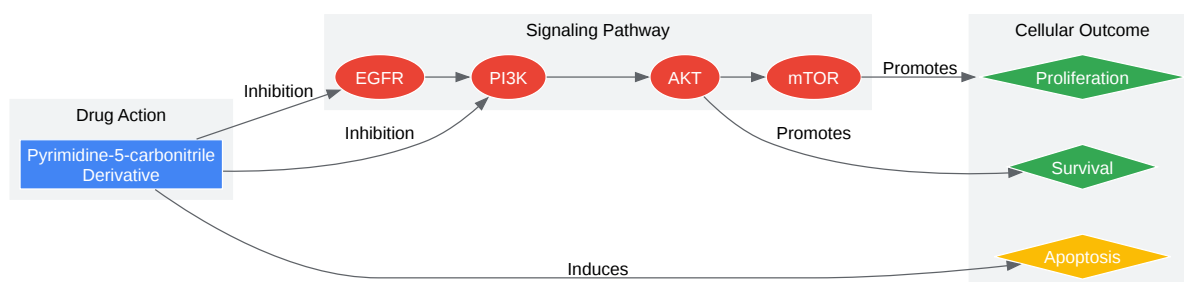 Signaling Pathway
Cellular Outcome
EGFR
PI3K
AKT
mTOR
Promotes
Proliferation
Inhibition
Drug Action
Inhibition
Promotes
Pyrimidine-5-carbonitrile
Derivative
Survival
Apoptosis
Induces